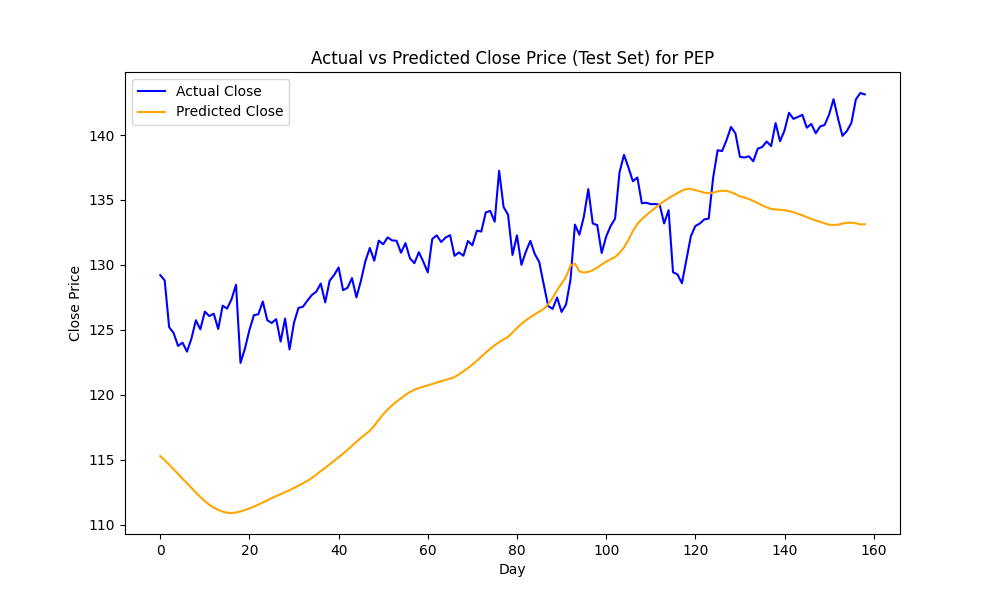 Actual vs Predicted Close Price (Test Set) for PEP
Actual Close
Predicted Close
Close Price
140
135
130
125
120
115
110
0 20 40 60 80 100 120 140 160
Day